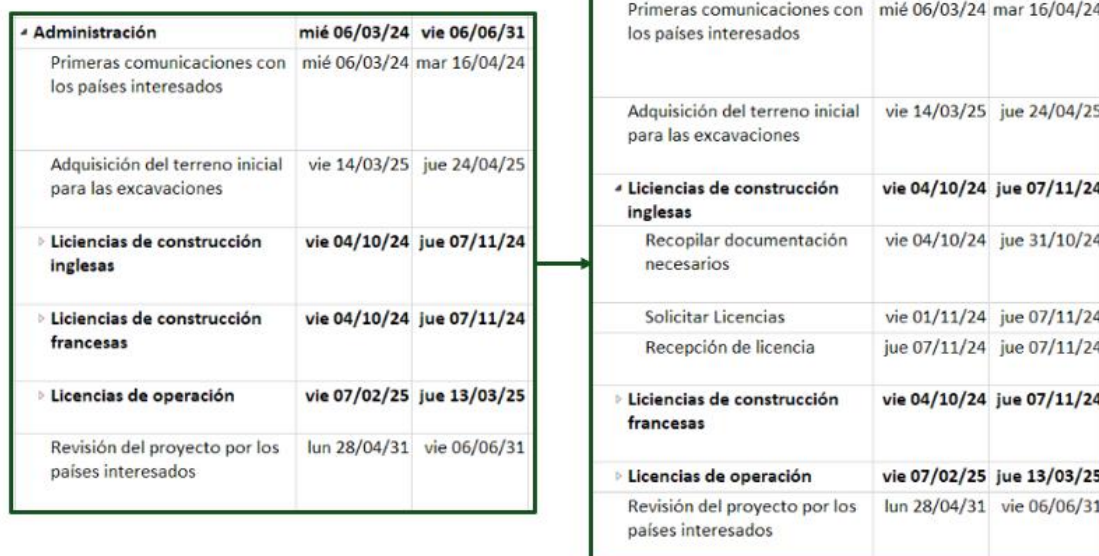 Administración mié 06/03/24 vie 06/06/31
Primeras comunicaciones con mié 06/03/24 mar 16/04/24
los países interesados
Adquisición del terreno inicial vie 14/03/25 jue 24/04/25
para las excavaciones
Liciencias de construcción vie 04/10/24 jue 07/11/24
inglesas
Liciencias de construcción vie 04/10/24 jue 07/11/24
francesas
Licencias de operación vie 07/02/25 jue 13/03/25
Revisión del proyecto por los lun 28/04/31 vie 06/06/31
países interesados
Primeras comunicaciones con mié 06/03/24 mar 16/04/24
los países interesados
Adquisición del terreno inicial vie 14/03/25 jue 24/04/25
para las excavaciones
Liciencias de construcción vie 04/10/24 jue 07/11/24
inglesas
Recopilar documentación vie 04/10/24 jue 31/10/24
necesarios
Solicitar Licencias vie 01/11/24 jue 07/11/24
Recepción de licencia jue 07/11/24 jue 07/11/24
Liciencias de construcción vie 04/10/24 jue 07/11/24
francesas
Licencias de operación vie 07/02/25 jue 13/03/25
Revisión del proyecto por los lun 28/04/31 vie 06/06/31
países interesados